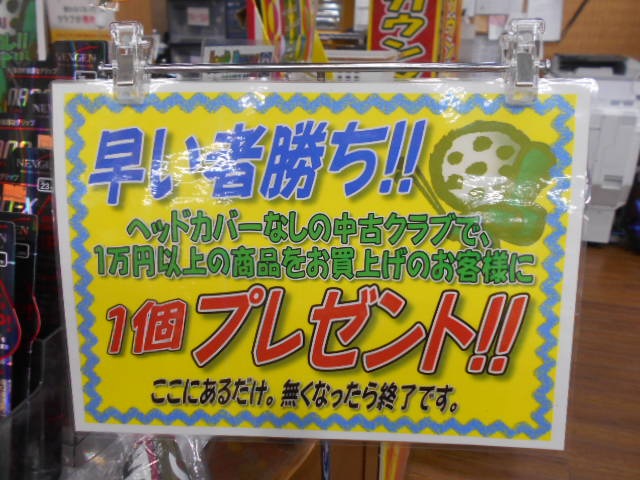 早い者勝ち!!
ヘッドカバーなしの中古クラブで、
1万円以上の商品をお買上げのお客様に
1個プレゼント!!
ここにあるだけ。無くなったら終了です。
NEXGEN
NEXGEN